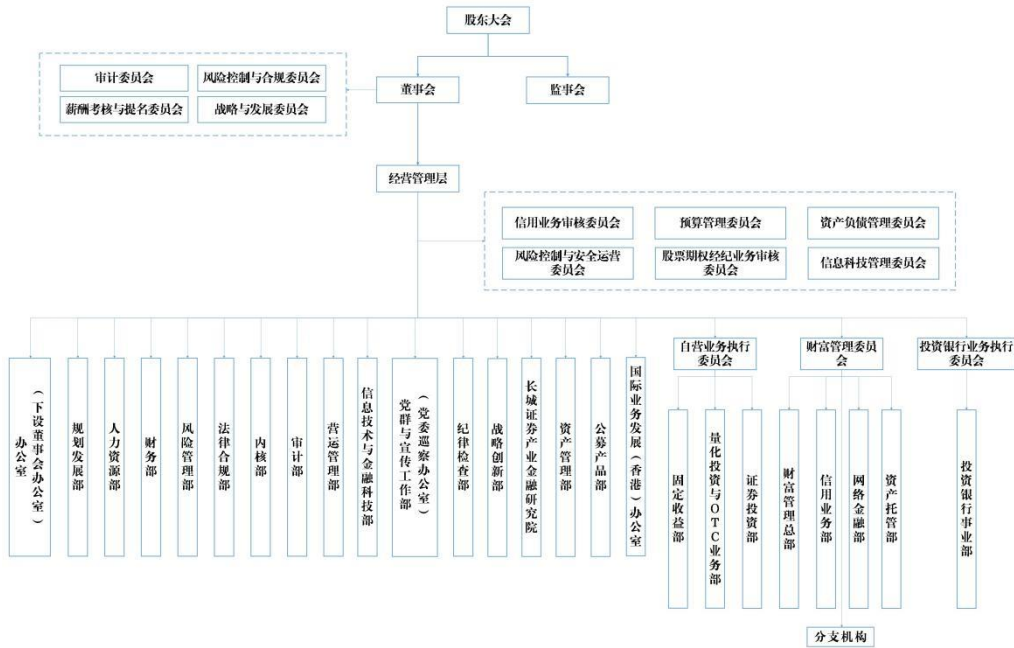 股东大会
董事会
监事会
审计委员会
风险控制与合规委员会
薪酬考核与提名委员会
战略与发展委员会
经营管理层
信用业务审核委员会
预算管理委员会
资产负债管理委员会
风险控制与安全运营
委员会
股票期权经纪业务审核
委员会
信息科技管理委员会
办公室
（下设董事会办公室）
规划发展部
人力资源部
财务部
风险管理部
法律合规部
内核部
审计部
营运管理部
信息技术与金融科技部
党群与宣传工作部
（党委巡察办公室）
纪律检查部
战略创新部
长城证券产业金融研究院
资产管理部
公募产品部
国际业务发展（香港）办公室
自营业务执行
委员会
财富管理委员
会
投资银行业务执行
委员会
固定收益部
量化投资与OTC业务部
证券投资部
财富管理总部
信用业务部
网络金融部
资产托管部
投资银行事业部
分支机构